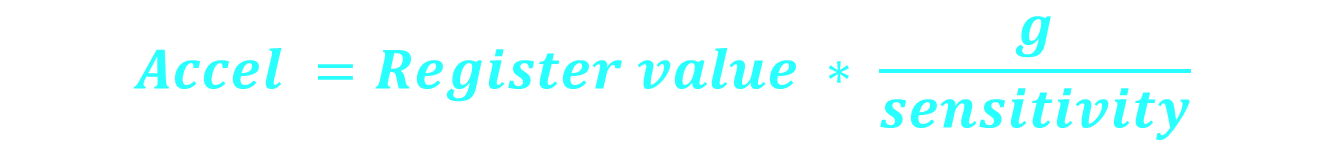 Accel = Register value * g / sensitivity